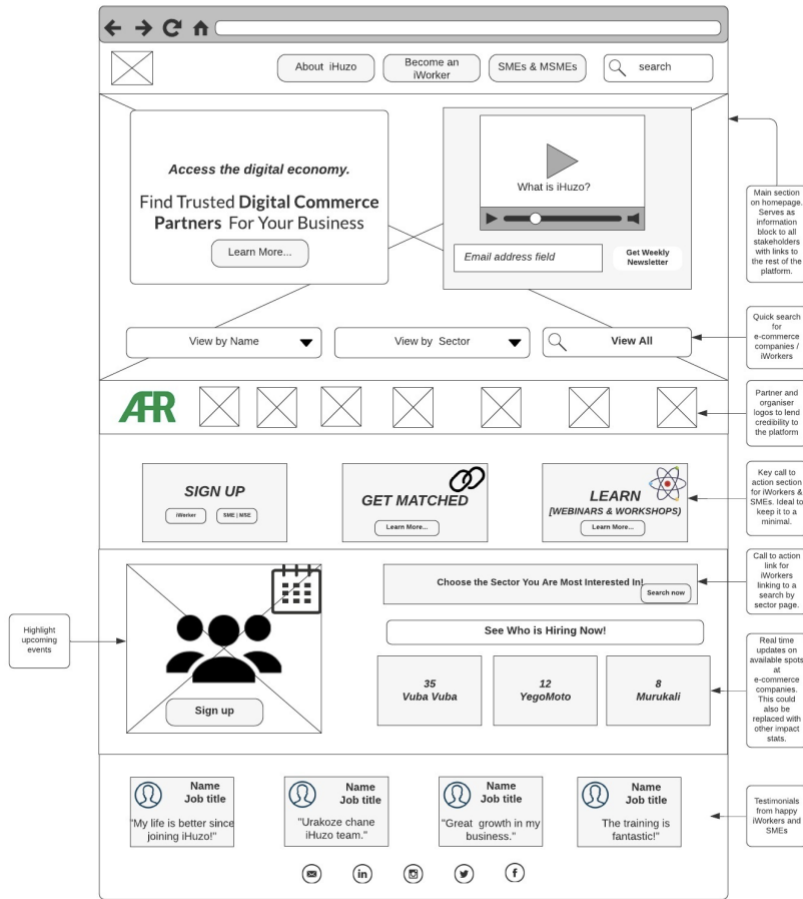 About iHuzo
Become an
iWorker
SMEs & MSMEs
search
Access the digital economy.
Find Trusted Digital Commerce
Partners For Your Business
Learn More...
What is iHuzo?
Email address field
Get Weekly
Newsletter
Main section
on homepage.
Serves as
information
block to all
stakeholders
with links to
the rest of the
platform.
View by Name
View by Sector
View All
Quick search
for
e-commerce
companies /
iWorkers
AFR
Partner and
organiser
logos to lend
credibility to
the platform
SIGN UP
iWorker
SME | MSE
GET MATCHED
Learn More...
LEARN
[WEBINARS & WORKSHOPS)
Learn More...
Key call to
action section
for iWorkers &
SMEs. Ideal to
keep it to a
minimal.
Highlight
upcoming
events
Sign up
Choose the Sector You Are Most Interested In!
Search now
Call to action
link for
iWorkers
linking to a
search by
sector page.
See Who is Hiring Now!
35
Vuba Vuba
12
YegoMoto
8
Murukali
Real time
updates on
available spots
at
e-commerce
companies.
This could
also be
replaced with
other impact
stats.
Name
Job title
"My life is better since
joining iHuzo!"
Name
Job title
"Urakoze chane
iHuzo team."
Name
Job title
"Great growth in my
business."
Name
Job title
The training is
fantastic!"
Testimonials
from happy
iWorkers and
SMEs